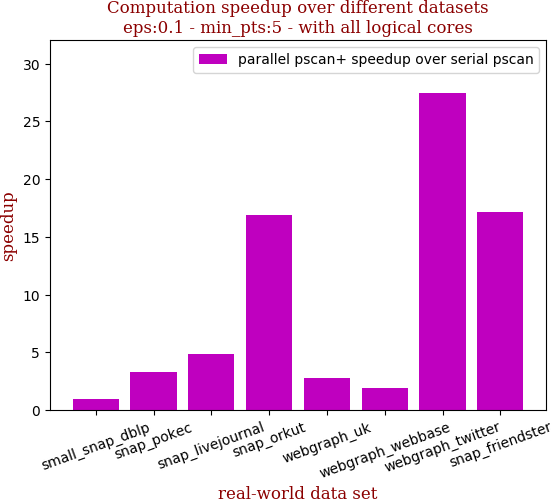 Computation speedup over different datasets
eps:0.1 - min_pts:5 - with all logical cores
parallel pscan+ speedup over serial pscan
speedup
30
25
20
15
10
5
0
small_snap_dblp
snap_pokec
snap_livejournal
snap_orkut
webgraph_uk
webgraph_webbase
webgraph_twitter
snap_friendster
real-world data set